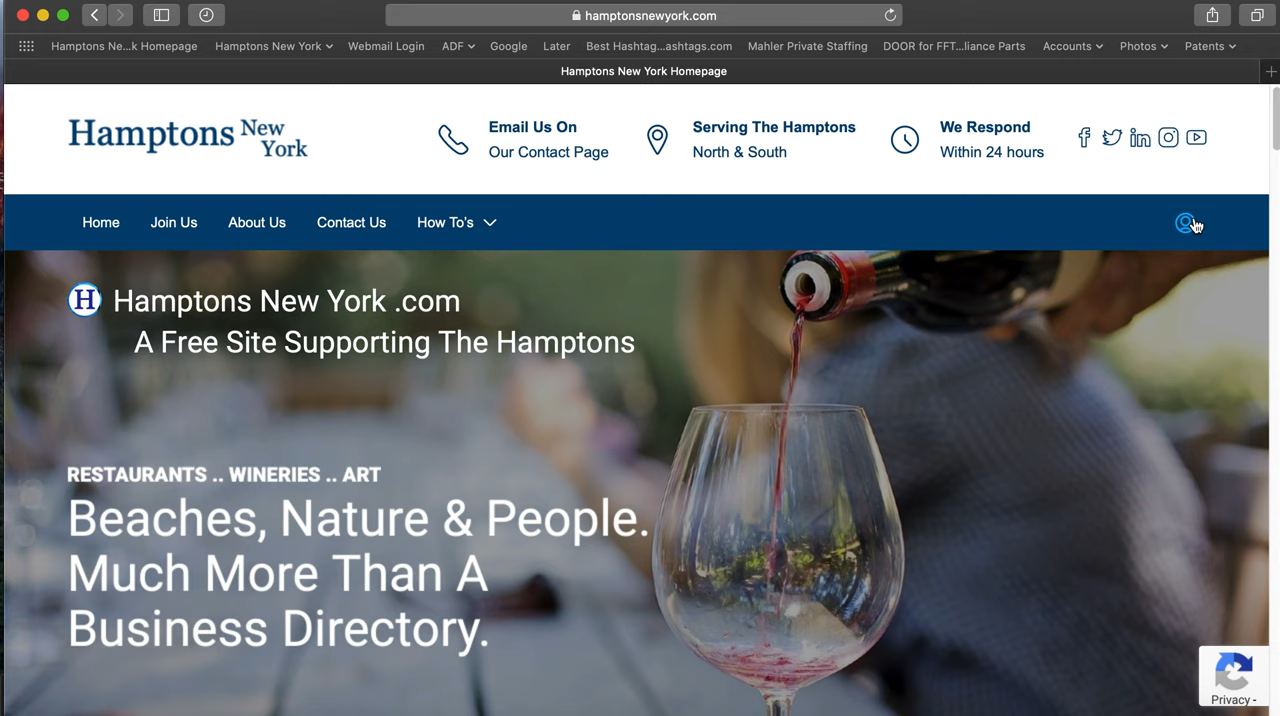 hamptonsnewyork.com
Hamptons Ne...k Homepage Hamptons New York Webmail Login ADF Google Later Best Hashtag...ashtags.com Mahler Private Staffing DOOR for FFT...liance Parts Accounts Photos Patents
Hamptons New York Homepage
Hamptons New York
Email Us On
Our Contact Page
Serving The Hamptons
North & South
We Respond
Within 24 hours
Home Join Us About Us Contact Us How To's
H Hamptons New York .com
A Free Site Supporting The Hamptons
RESTAURANTS .. WINERIES .. ART
Beaches, Nature & People.
Much More Than A
Business Directory.
Privacy -